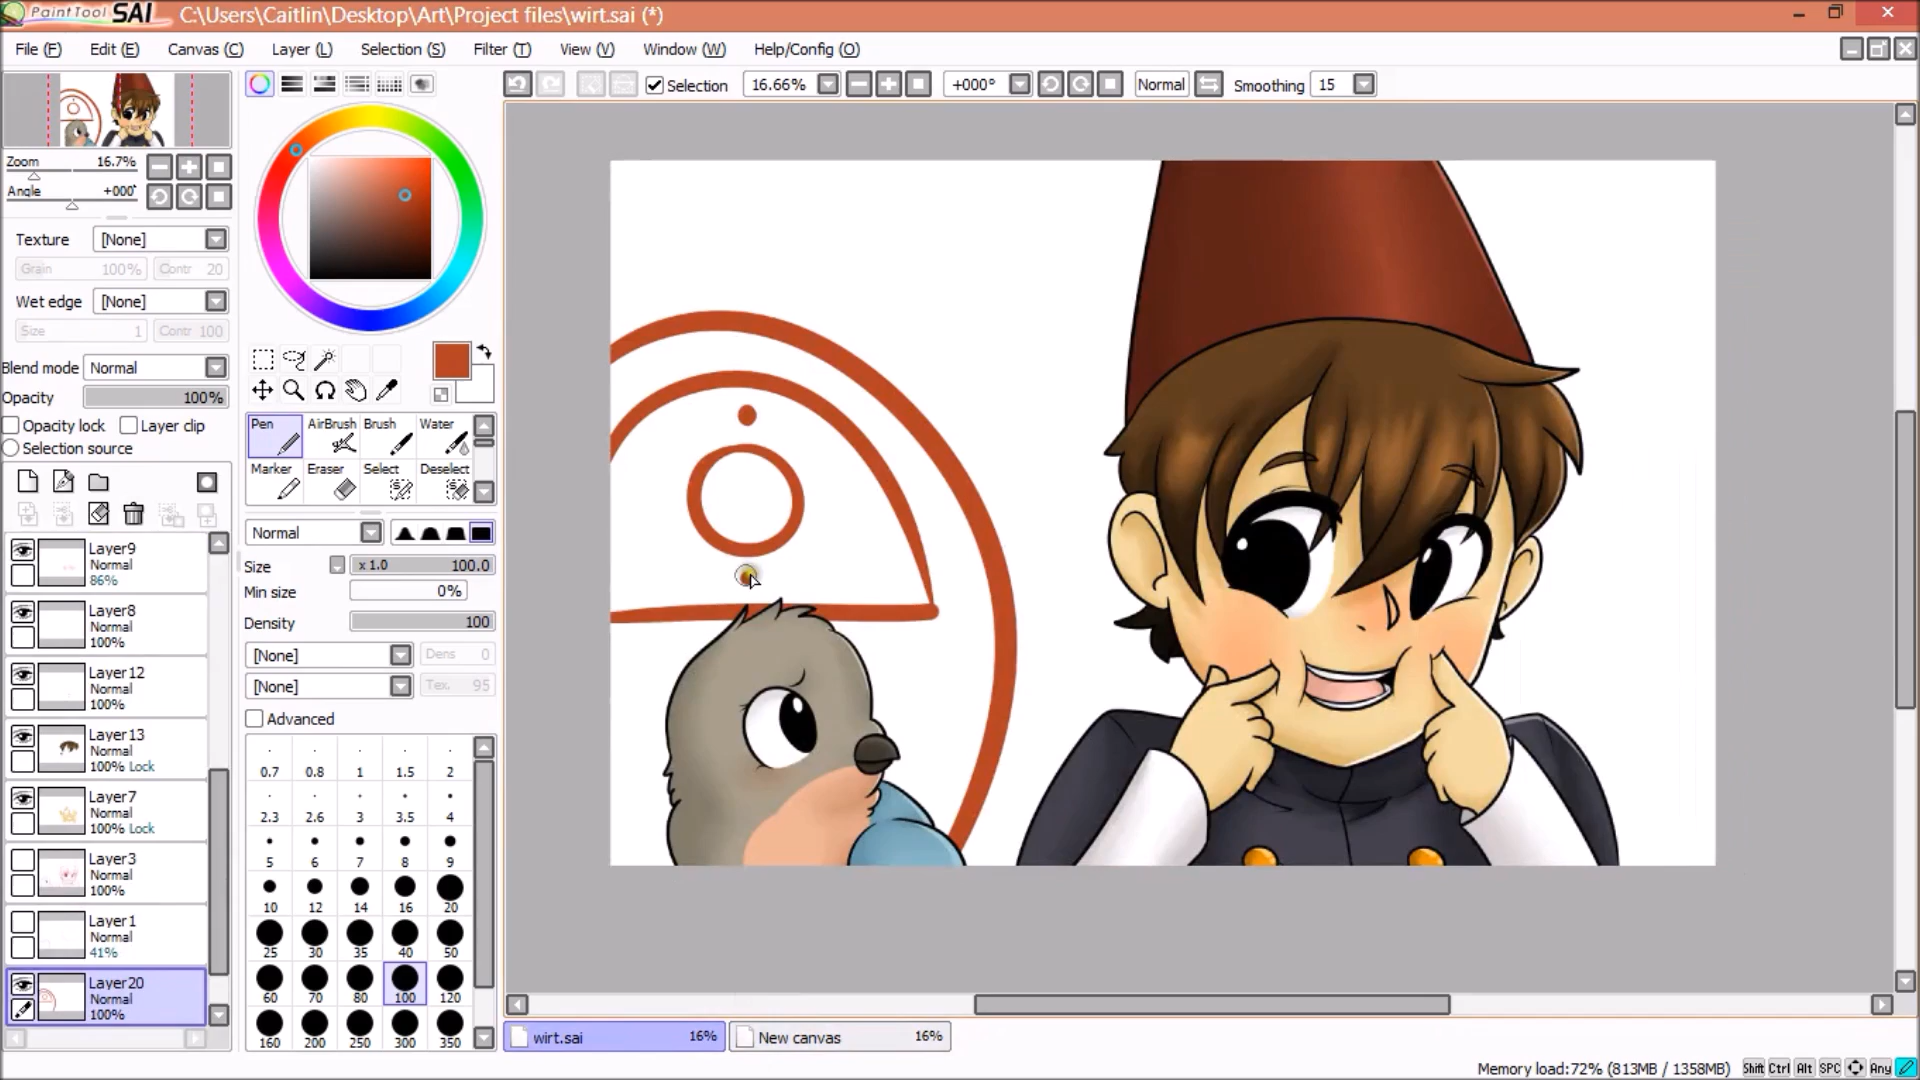 PaintTool SAI C:\Users\Caitlin\Desktop\Art\Project files\wirt.sai (*)
File (F) Edit (E) Canvas (C) Layer (L) Selection (S) Filter (T) View (V) Window (W) Help/Config (O)
Selection 16.66% +000° Normal Smoothing 15
Zoom 16.7%
Angle +000°
Texture [None]
Grain 100% Contr 20
Wet edge [None]
Size 1 Contr 100
Blend mode Normal
Opacity 100%
Opacity lock Layer clip
Selection source
Layer9
Normal
86%
Layer8
Normal
100%
Layer12
Normal
100%
Layer13
Normal
100% Lock
Layer7
Normal
100% Lock
Layer3
Normal
100%
Layer1
Normal
41%
Layer20
Normal
100%
Pen AirBrush Brush Water
Marker Eraser Select Deselect
Normal
Size x 1.0 100.0
Min size 0%
Density 100
[None] Dens 0
[None] Tex. 95
Advanced
0.7 0.8 1 1.5 2
2.3 2.6 3 3.5 4
5 6 7 8 9
10 12 14 16 20
25 30 35 40 50
60 70 80 100 120
160 200 250 300 350
wirt.sai 16% New canvas 16%
Memory load:72% (813MB / 1358MB) Shift Ctrl Alt SPC Any